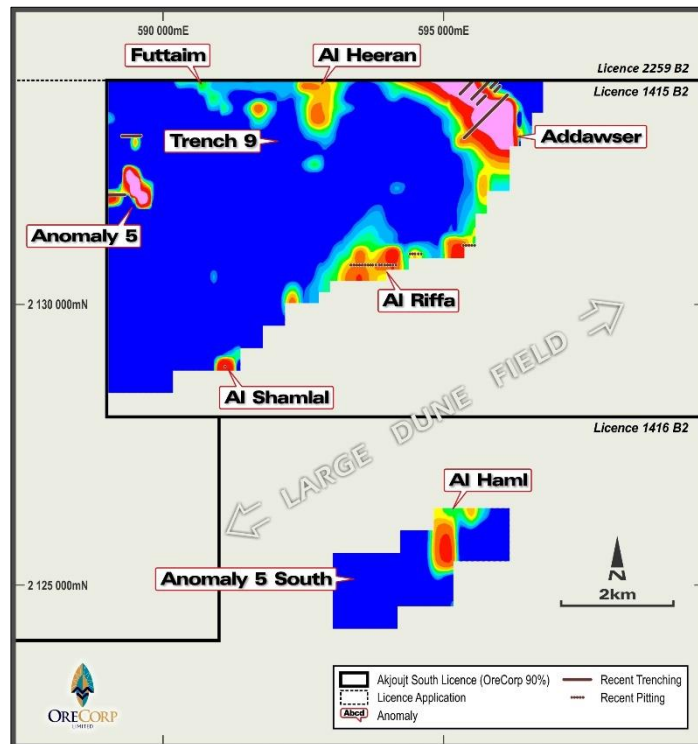 590 000mE
595 000mE
Futtaim
Al Heeran
Licence 2259 B2
Licence 1415 B2
Trench 9
Addawser
Anomaly 5
Al Riffa
2 130 000mN
Al Shamlal
LARGE DUNE FIELD
Licence 1416 B2
Al Haml
Anomaly 5 South
2 125 000mN
N
2km
Akjoujt South Licence (OreCorp 90%)
Recent Trenching
Licence Application
Recent Pitting
Abcd
Anomaly
ORECORP
LIMITED